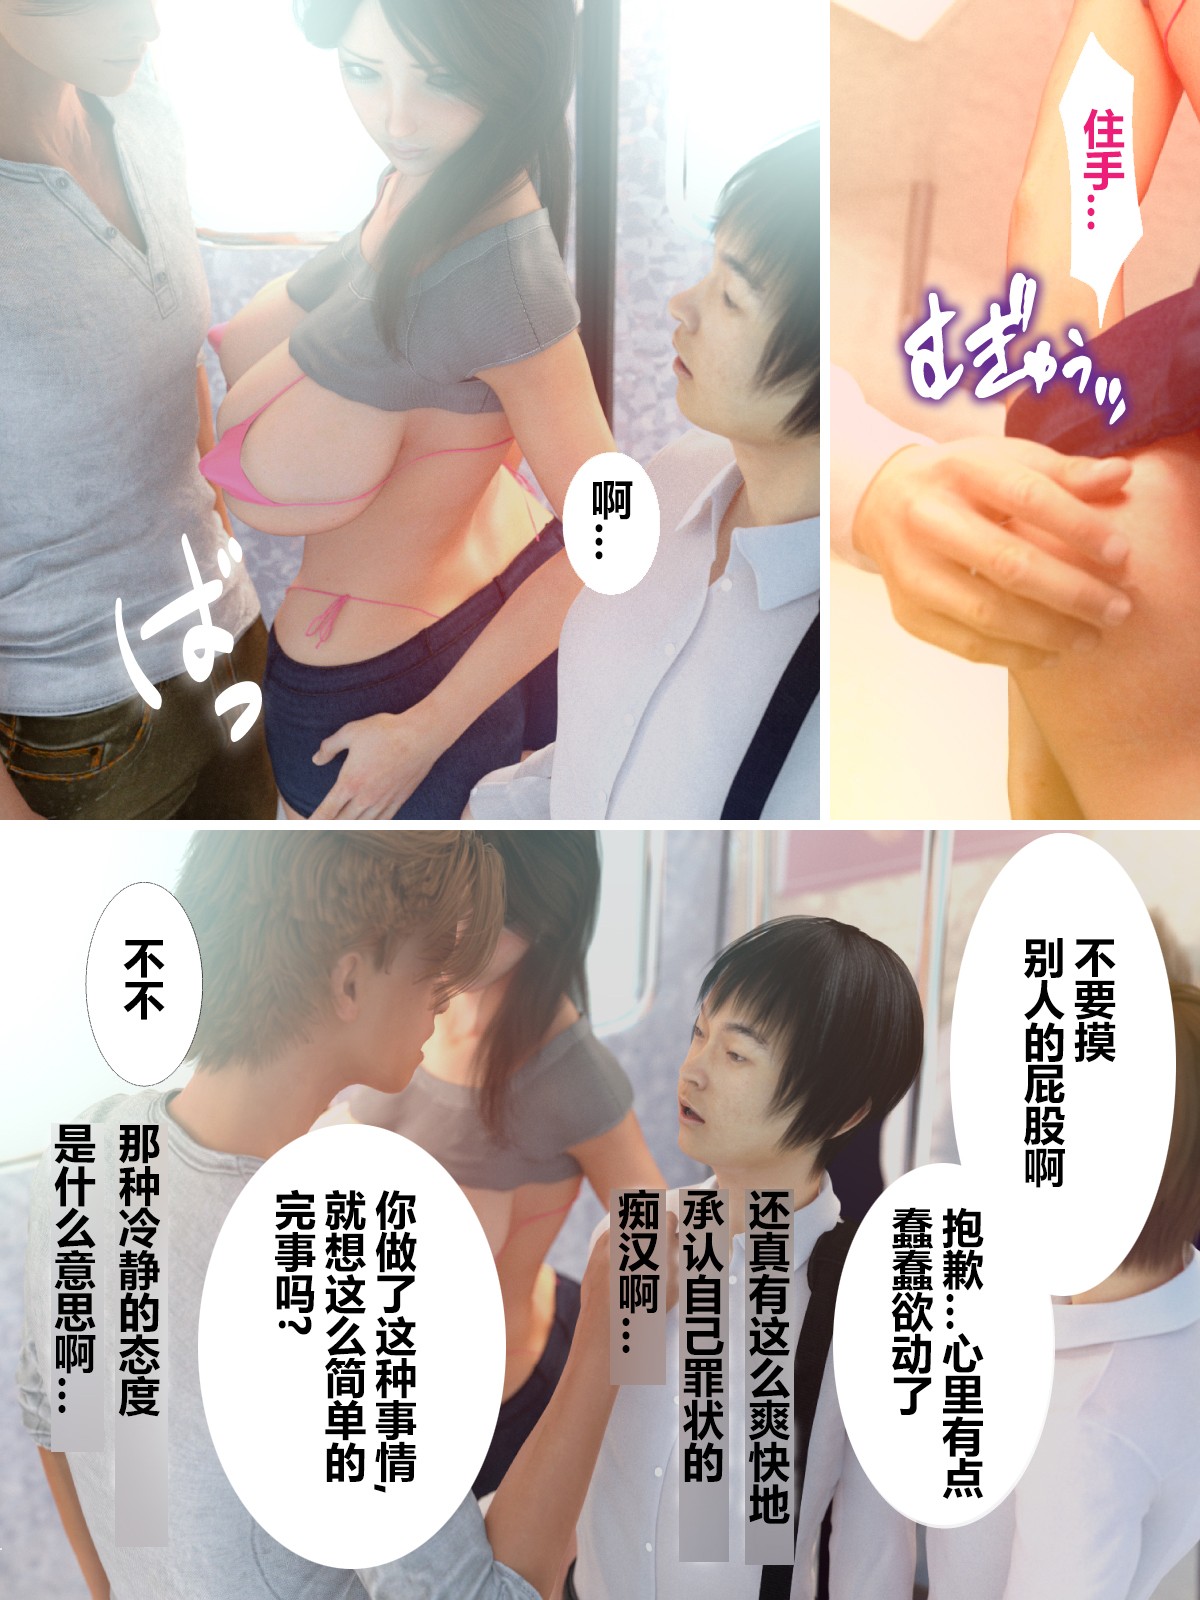 住手…
むぎゅうッ
啊…
ばっ
不要摸
别人的屁股啊
抱歉…心里有点
蠢蠢欲动了
还真有这么爽快地
承认自己罪状的
痴汉啊…
你做了这种事情，
就想这么简单的
完事吗？
不不
那种冷静的态度
是什么意思啊…